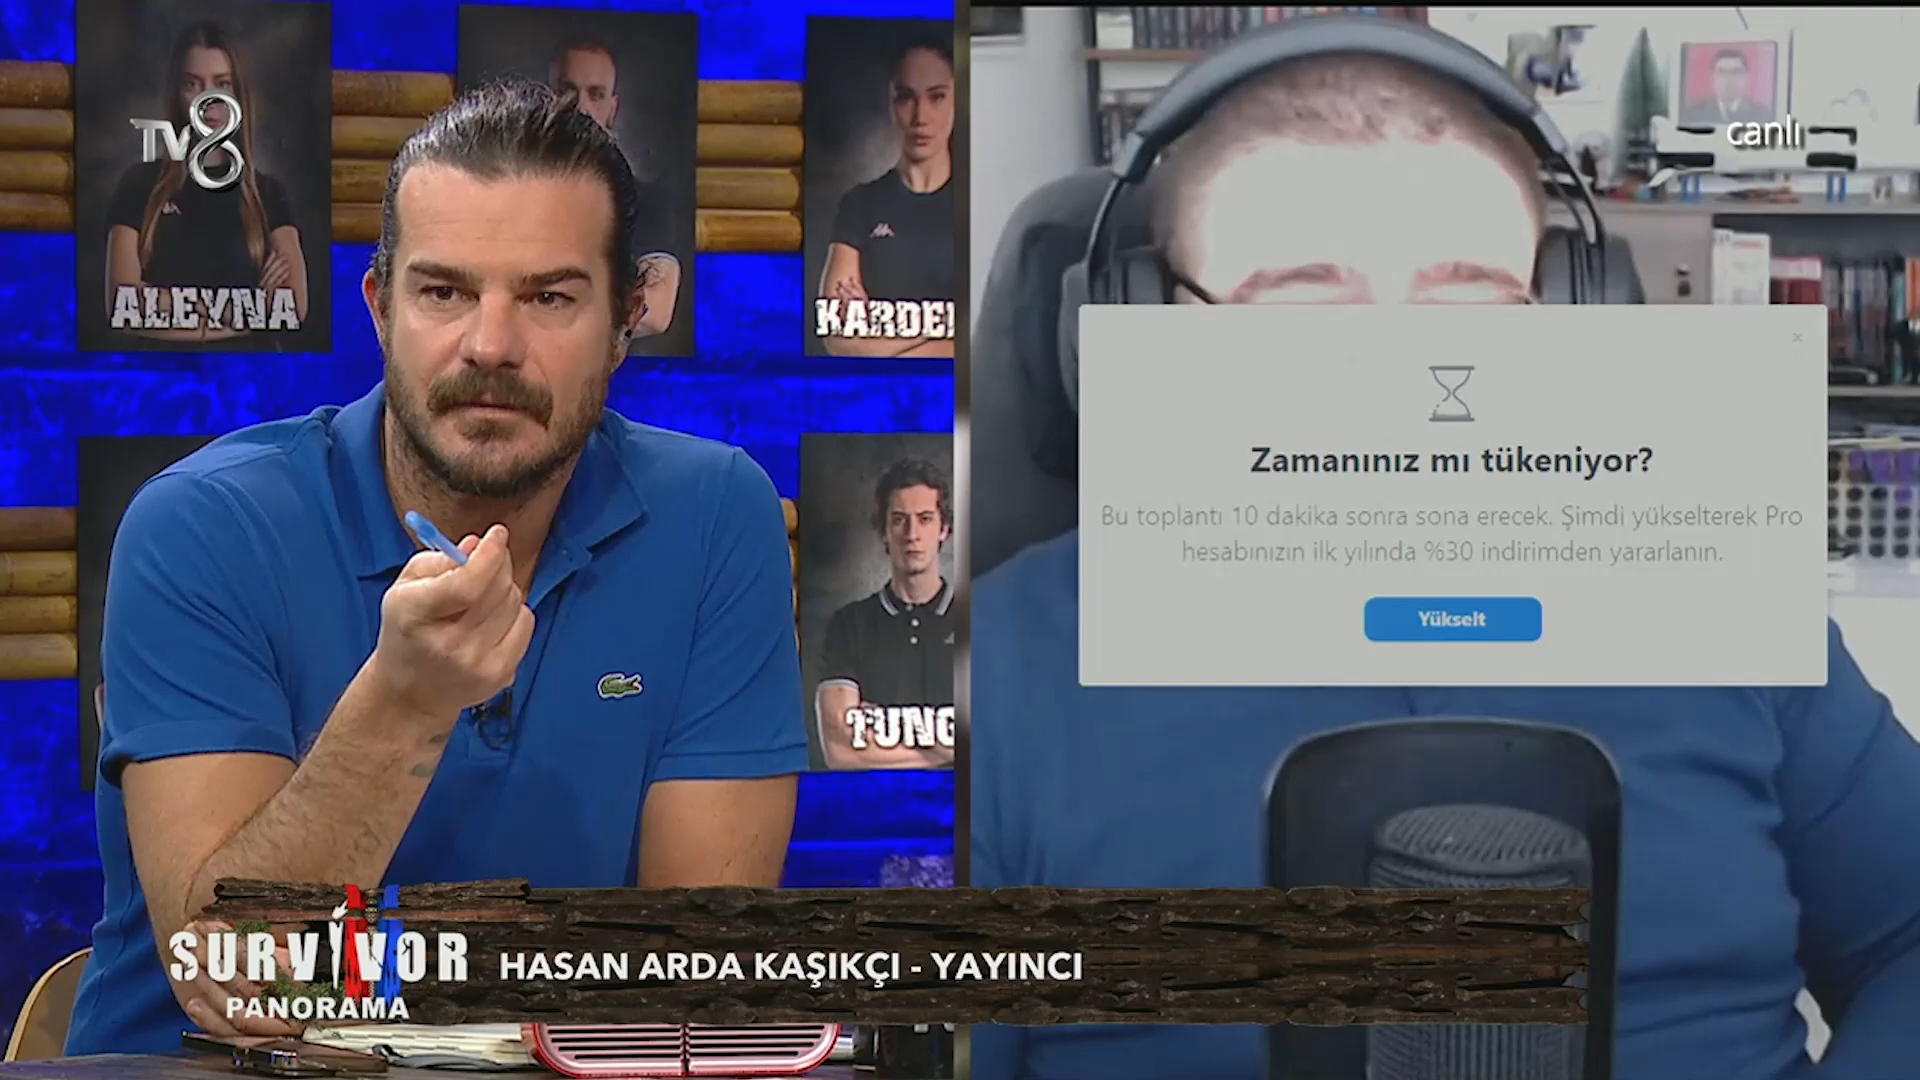 TV8
canlı
ALEYNA
KARDE
TUNG
Zamanınız mı tükeniyor?
Bu toplantı 10 dakika sonra sona erecek. Şimdi yükselterek Pro
hesabınızın ilk yılında %30 indirimden yararlanın.
Yükselt
SURVIVOR
PANORAMA
HASAN ARDA KAŞIKÇI - YAYINCI